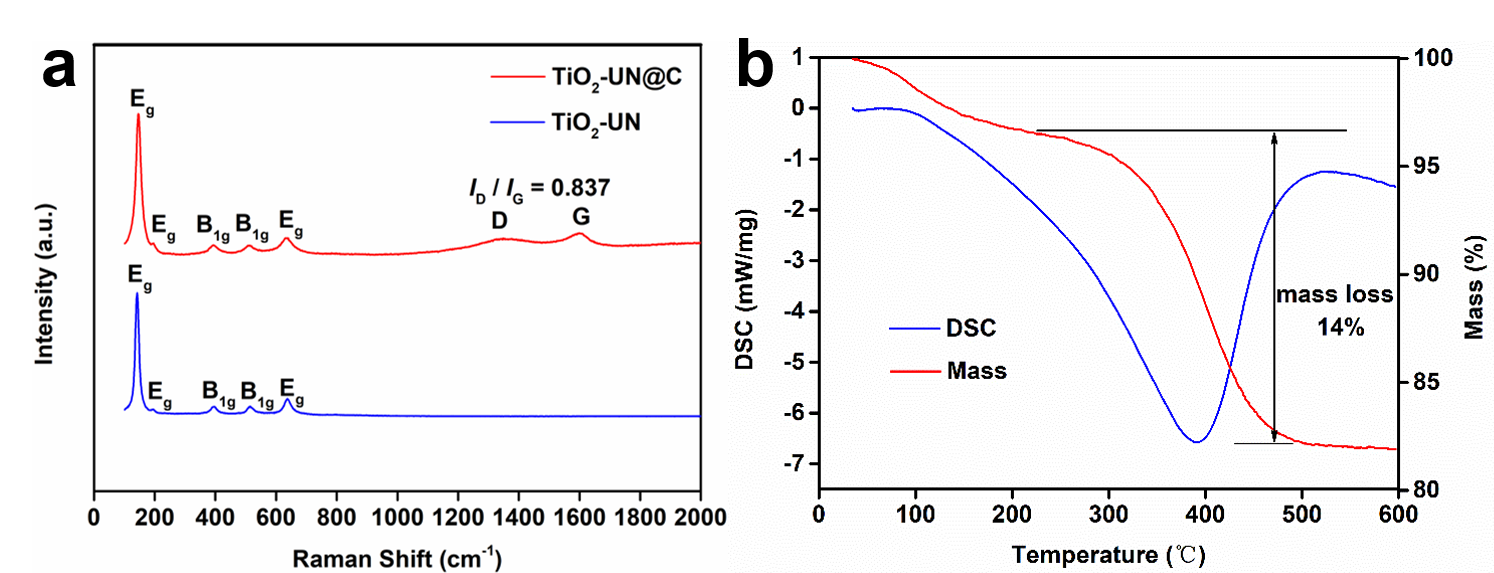 a
TiO2-UN@C
TiO2-UN
Eg
Eg
B1g
B1g
Eg
ID / IG = 0.837
D
G
Eg
Eg
B1g
B1g
Eg
Intensity (a.u.)
0 200 400 600 800 1000 1200 1400 1600 1800 2000
Raman Shift (cm-1)
b
1
0
-1
-2
-3
-4
-5
-6
-7
DSC (mW/mg)
DSC
Mass
mass loss
14%
100
95
90
85
80
Mass (%)
0 100 200 300 400 500 600
Temperature (℃)